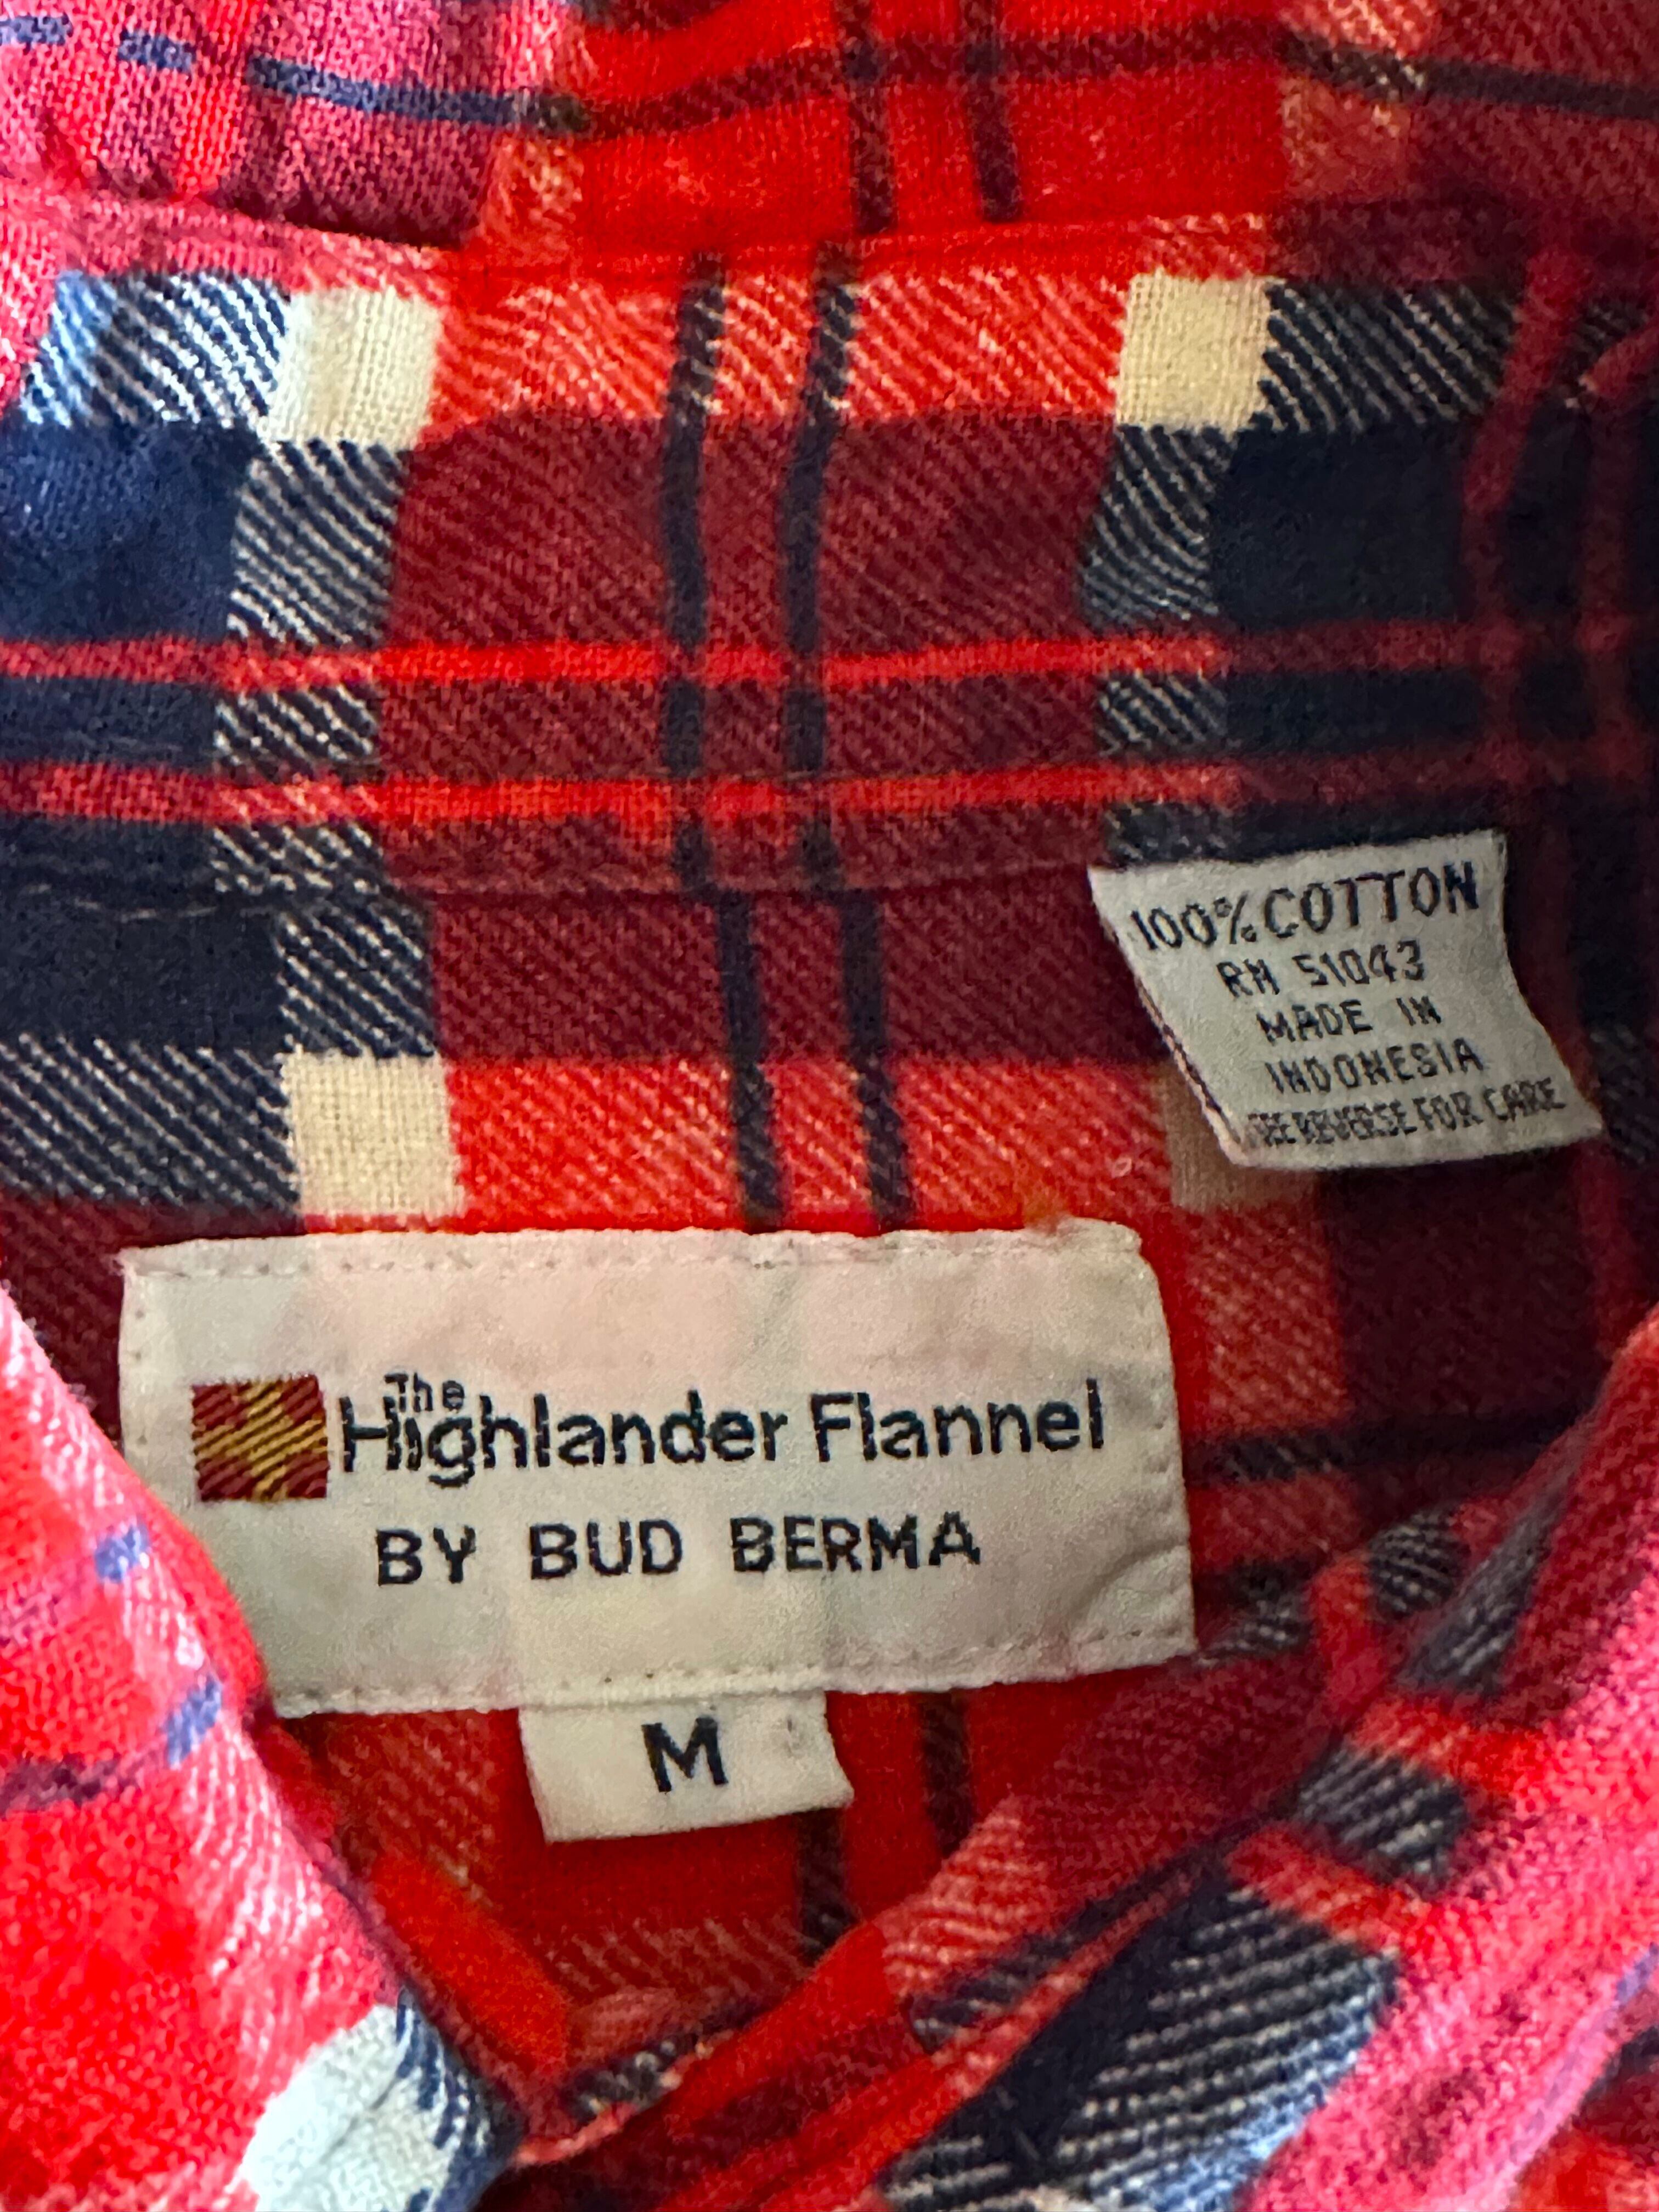 100% COTTON
RN 51043
MADE IN
INDONESIA
SEE REVERSE FOR CARE
The
Highlander Flannel
BY BUD BERMA
M